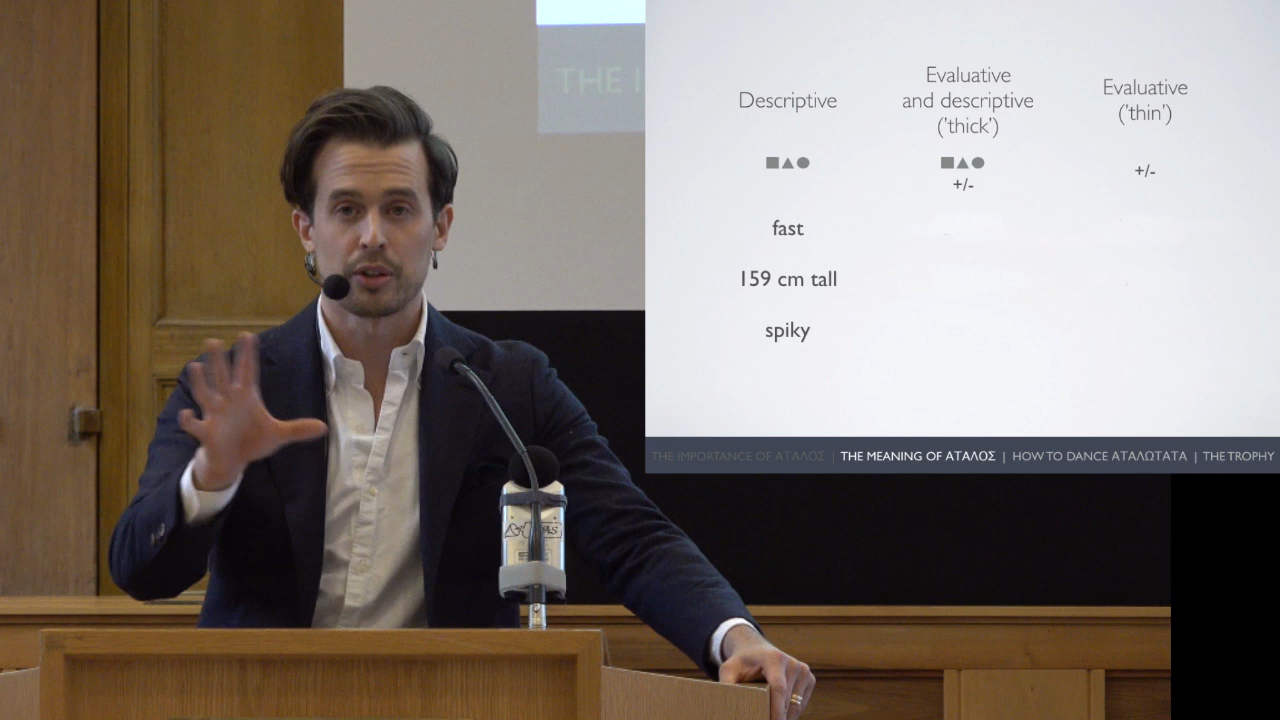 THE I
Descriptive
Evaluative
and descriptive
('thick')
Evaluative
('thin')
+/-
+/-
fast
159 cm tall
spiky
THE IMPORTANCE OF ΑΤΑΛΟΣ | THE MEANING OF ΑΤΑΛΟΣ | HOW TO DANCE ΑΤΑΛΩΤΑΤΑ | THE TROPHY